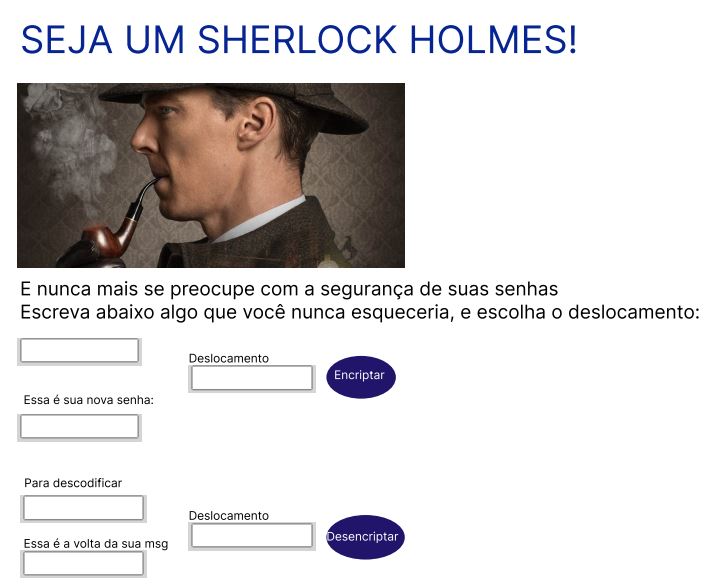 SEJA UM SHERLOCK HOLMES!
E nunca mais se preocupe com a segurança de suas senhas
Escreva abaixo algo que você nunca esqueceria, e escolha o deslocamento:
Deslocamento
Encriptar
Essa é sua nova senha:
Para descodificar
Deslocamento
Desencriptar
Essa é a volta da sua msg